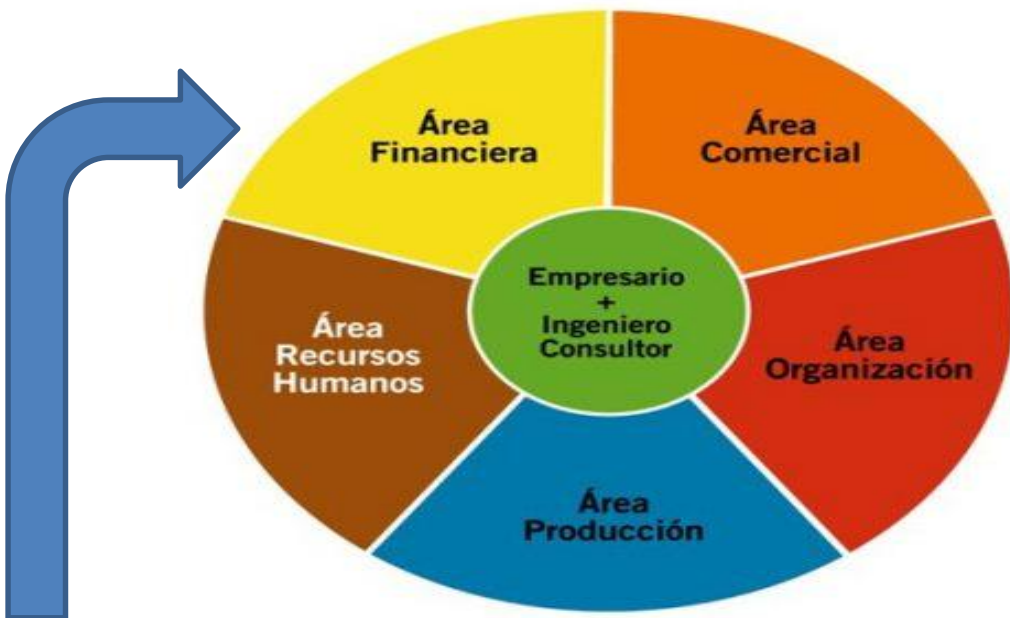 Área
Financiera
Área
Comercial
Empresario
+
Ingeniero
Consultor
Área
Recursos
Humanos
Área
Organización
Área
Producción